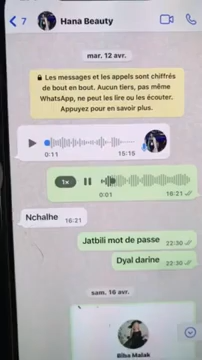 7
Hana Beauty
mar. 12 avr.
Les messages et les appels sont chiffrés
de bout en bout. Aucun tiers, pas même
WhatsApp, ne peut les lire ou les écouter.
Appuyez pour en savoir plus.
0:11 15:16
1×
0:01 16:21
Nchalhe 16:21
Jatbili mot de passe 22:30
Dyal darine 22:30
sam. 16 avr.
Biba Malak